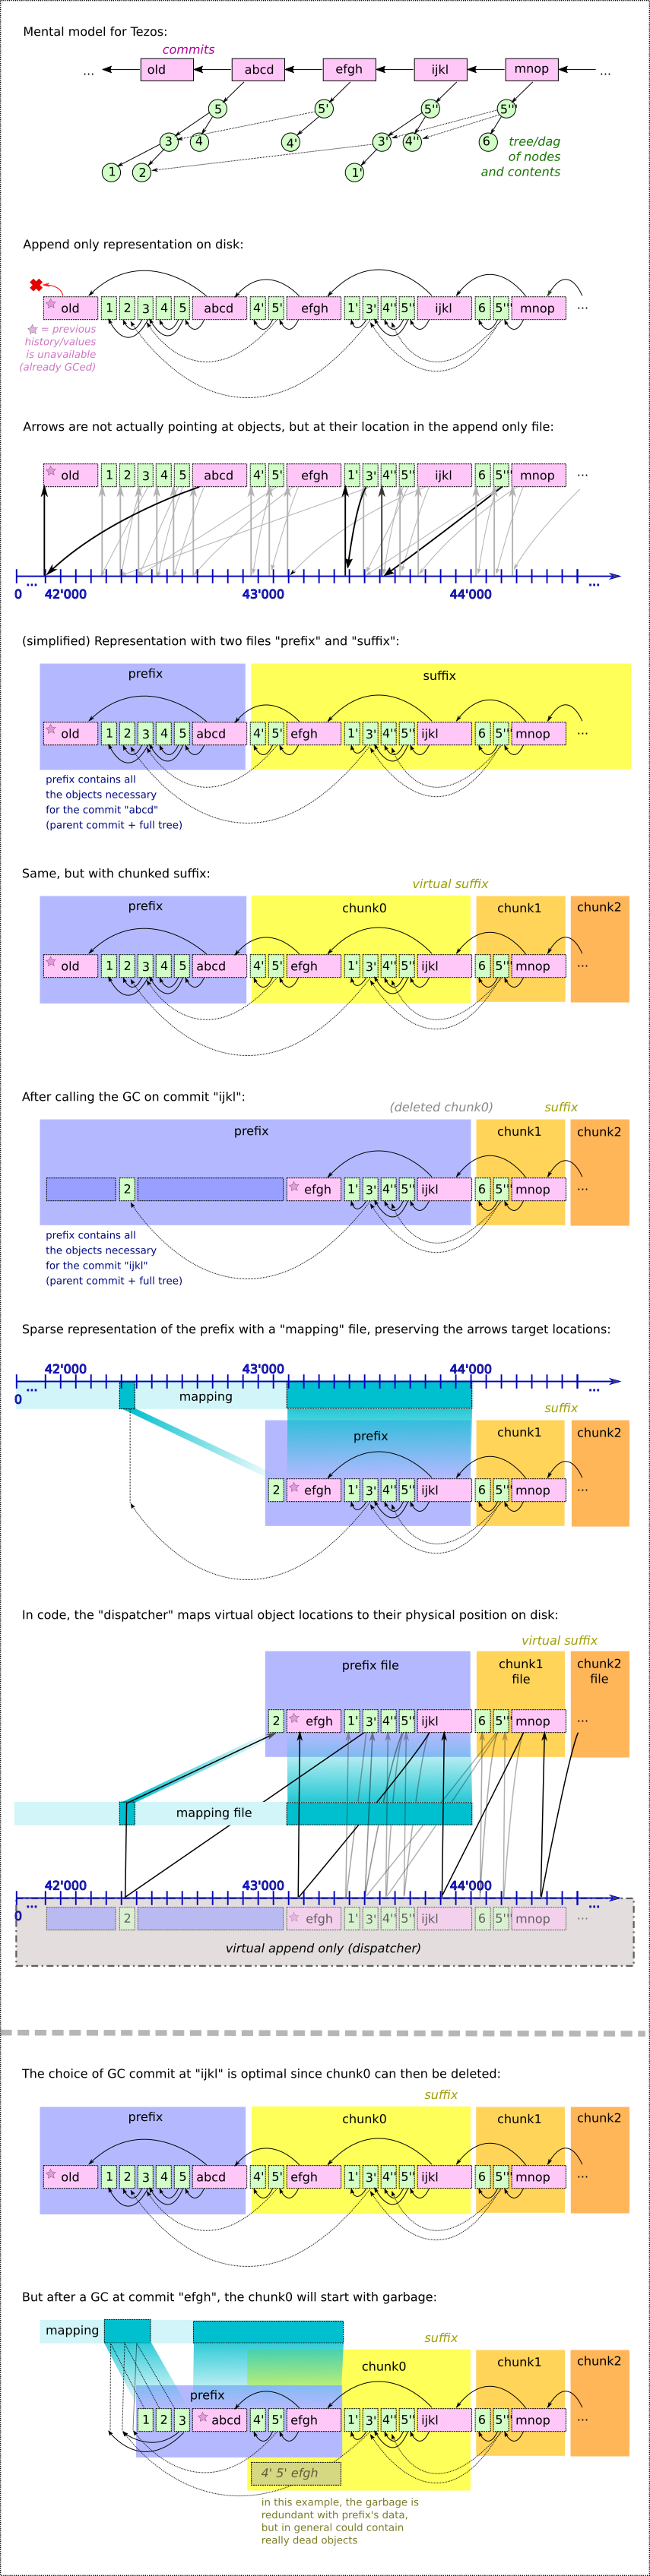 Mental model for Tezos:
commits
... old abcd efgh ijkl mnop ...
5 5' 5'' 5'''
3 4 4' 3' 4'' 6
tree/dag
of nodes
and contents
1 2 1'
Append only representation on disk:
old 1 2 3 4 5 abcd 4' 5' efgh 1' 3' 4'' 5'' ijkl 6 5''' mnop ...
= previous
history/values
is unavailable
(already GCed)
Arrows are not actually pointing at objects, but at their location in the append only file:
old 1 2 3 4 5 abcd 4' 5' efgh 1' 3' 4'' 5'' ijkl 6 5''' mnop ...
0 ... 42'000 43'000 44'000 ...
(simplified) Representation with two files "prefix" and "suffix":
prefix suffix
old 1 2 3 4 5 abcd 4' 5' efgh 1' 3' 4'' 5'' ijkl 6 5''' mnop ...
prefix contains all
the objects necessary
for the commit "abcd"
(parent commit + full tree)
Same, but with chunked suffix:
virtual suffix
prefix chunk0 chunk1 chunk2
old 1 2 3 4 5 abcd 4' 5' efgh 1' 3' 4'' 5'' ijkl 6 5''' mnop ...
After calling the GC on commit "ijkl":
(deleted chunk0) suffix
prefix chunk1 chunk2
2 efgh 1' 3' 4'' 5'' ijkl 6 5''' mnop ...
prefix contains all
the objects necessary
for the commit "ijkl"
(parent commit + full tree)
Sparse representation of the prefix with a "mapping" file, preserving the arrows target locations:
42'000 43'000 44'000
0 ... ...
mapping
suffix
prefix chunk1 chunk2
2 efgh 1' 3' 4'' 5'' ijkl 6 5''' mnop ...
In code, the "dispatcher" maps virtual object locations to their physical position on disk:
virtual suffix
prefix file chunk1 chunk2
file file
2 efgh 1' 3' 4'' 5'' ijkl 6 5''' mnop ...
mapping file
42'000 43'000 44'000
0 ... ...
2 efgh 1' 3' 4'' 5'' ijkl 6 5''' mnop ...
virtual append only (dispatcher)
The choice of GC commit at "ijkl" is optimal since chunk0 can then be deleted:
suffix
prefix chunk0 chunk1 chunk2
old 1 2 3 4 5 abcd 4' 5' efgh 1' 3' 4'' 5'' ijkl 6 5''' mnop ...
But after a GC at commit "efgh", the chunk0 will start with garbage:
mapping
suffix
prefix chunk0 chunk1 chunk2
1 2 3 abcd 4' 5' efgh 1' 3' 4'' 5'' ijkl 6 5''' mnop ...
4' 5' efgh
in this example, the garbage is
redundant with prefix's data,
but in general could contain
really dead objects